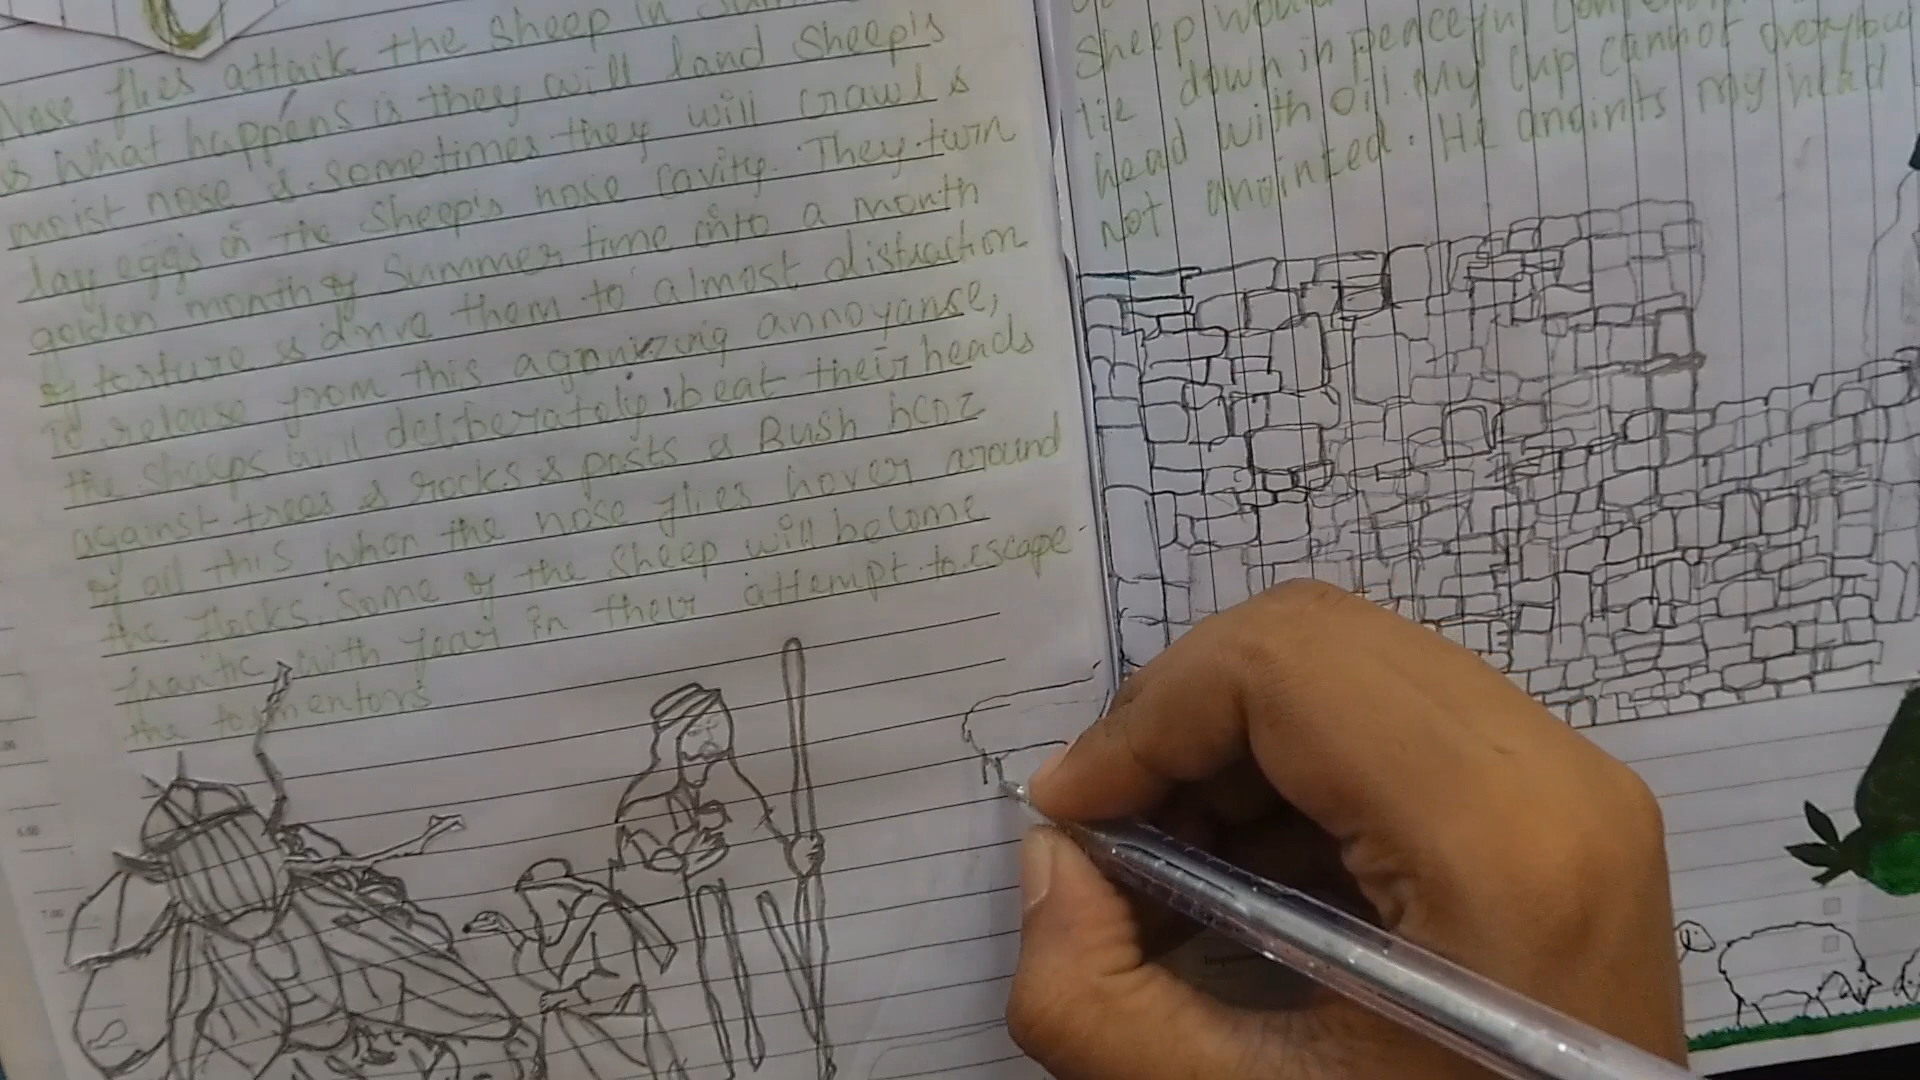 Nose flies attack the sheep in
is what happens is they will land sheep's
moist nose & sometimes they will crawl &
lay eggs in the sheep's nose cavity. They turn
golden month of summer time into a month
of torture & drive them to almost distraction
release from this agonizing annoyanse,
the sheeps will deliberately beat their heads
against trees & rocks & posts & Bush
of all this when the nose flies hover around
the flocks. Some of the sheep will become
frantic with fear in their attempt to escape
the tormentors
sheep
lie down in peaceful
head with oil. My cup cannot
not anointed. He anoints my head